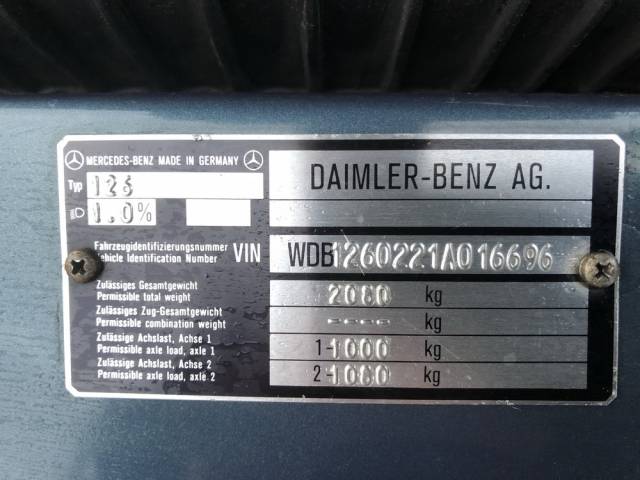 MERCEDES-BENZ MADE IN GERMANY
DAIMLER-BENZ AG.
Typ 126
1.0%
Fahrzeugidentifizierungsnummer
Vehicle Identification Number
VIN WDB1260221A016696
Zulässiges Gesamtgewicht
Permissible total weight
2080 kg
Zulässiges Zug-Gesamtgewicht
Permissible combination weight
---- kg
Zulässige Achslast, Achse 1
Permissible axle load, axle 1
1-1000 kg
Zulässige Achslast, Achse 2
Permissible axle load, axle 2
2-1080 kg